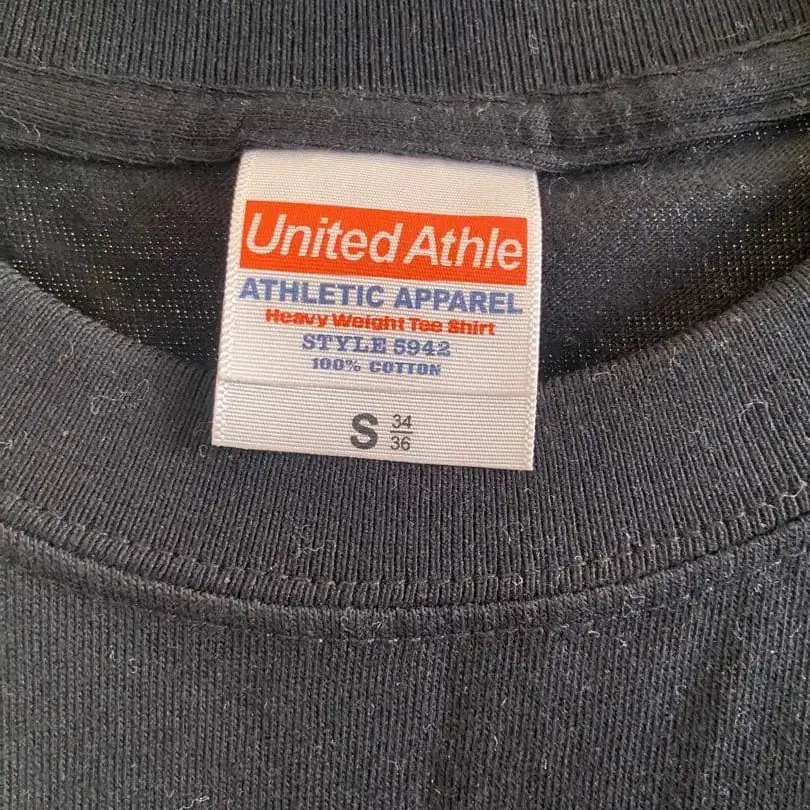 United Athle
ATHLETIC APPAREL
Heavy Weight Tee Shirt
STYLE 5942
100% COTTON
S 34
36